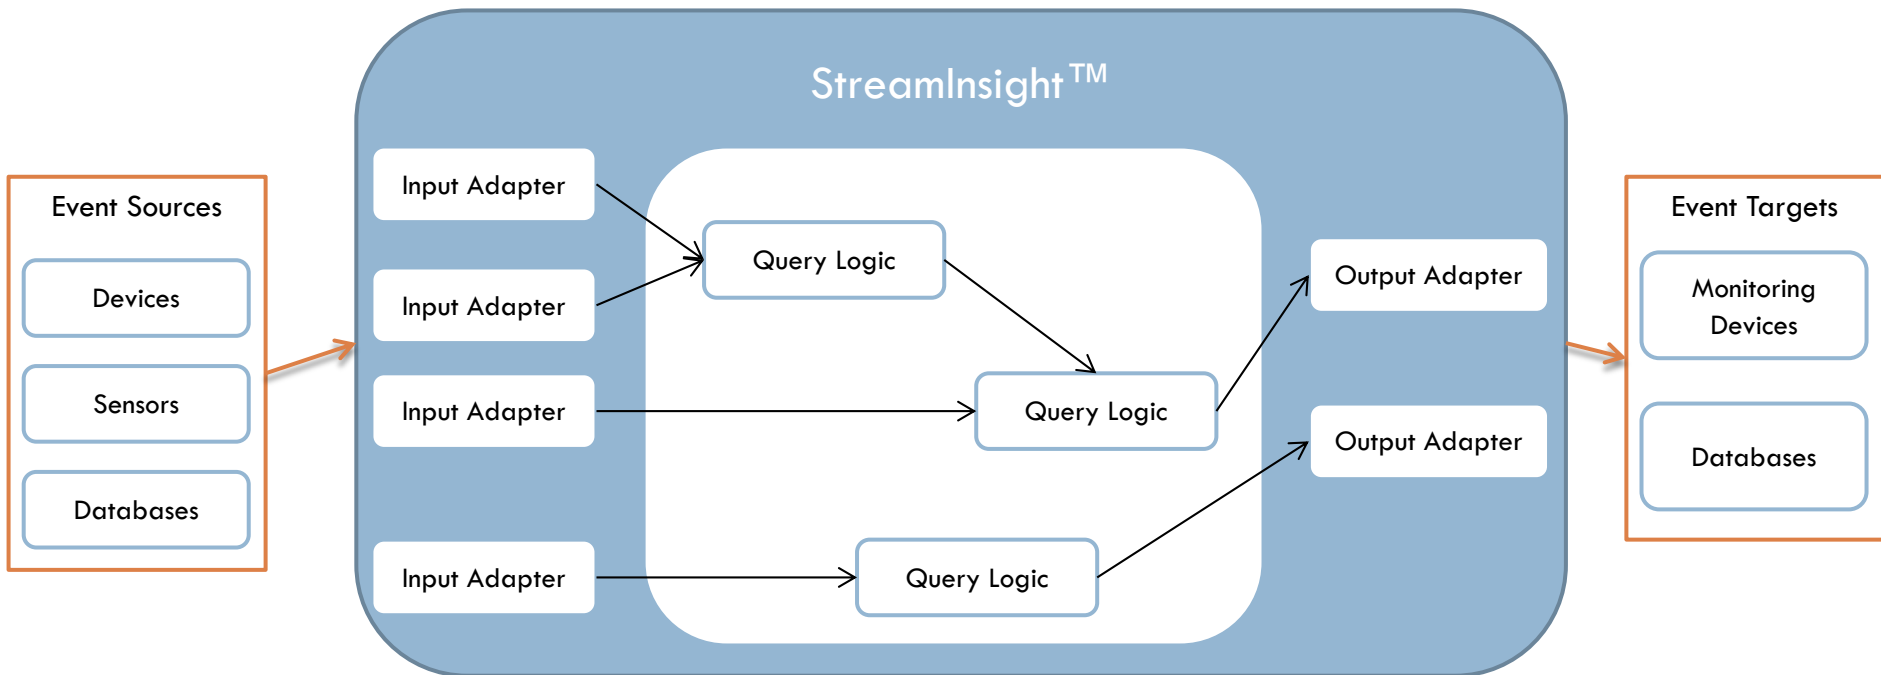 StreamInsight™
Event Sources
Devices
Sensors
Databases
Input Adapter
Input Adapter
Input Adapter
Input Adapter
Query Logic
Query Logic
Query Logic
Output Adapter
Output Adapter
Event Targets
Monitoring
Devices
Databases